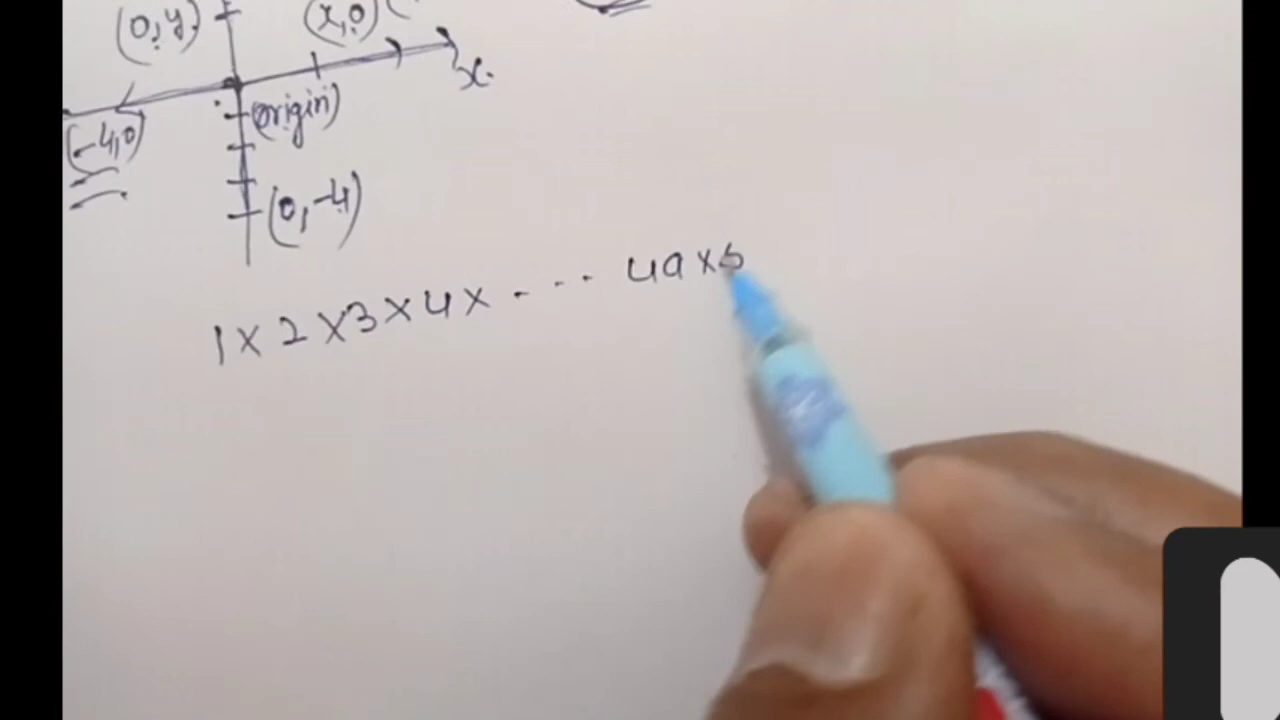 (0, y)
(x, 0)
x
(origin)
(-4, 0)
(0, -4)
1 x 2 x 3 x 4 x . . . . 49 x 5